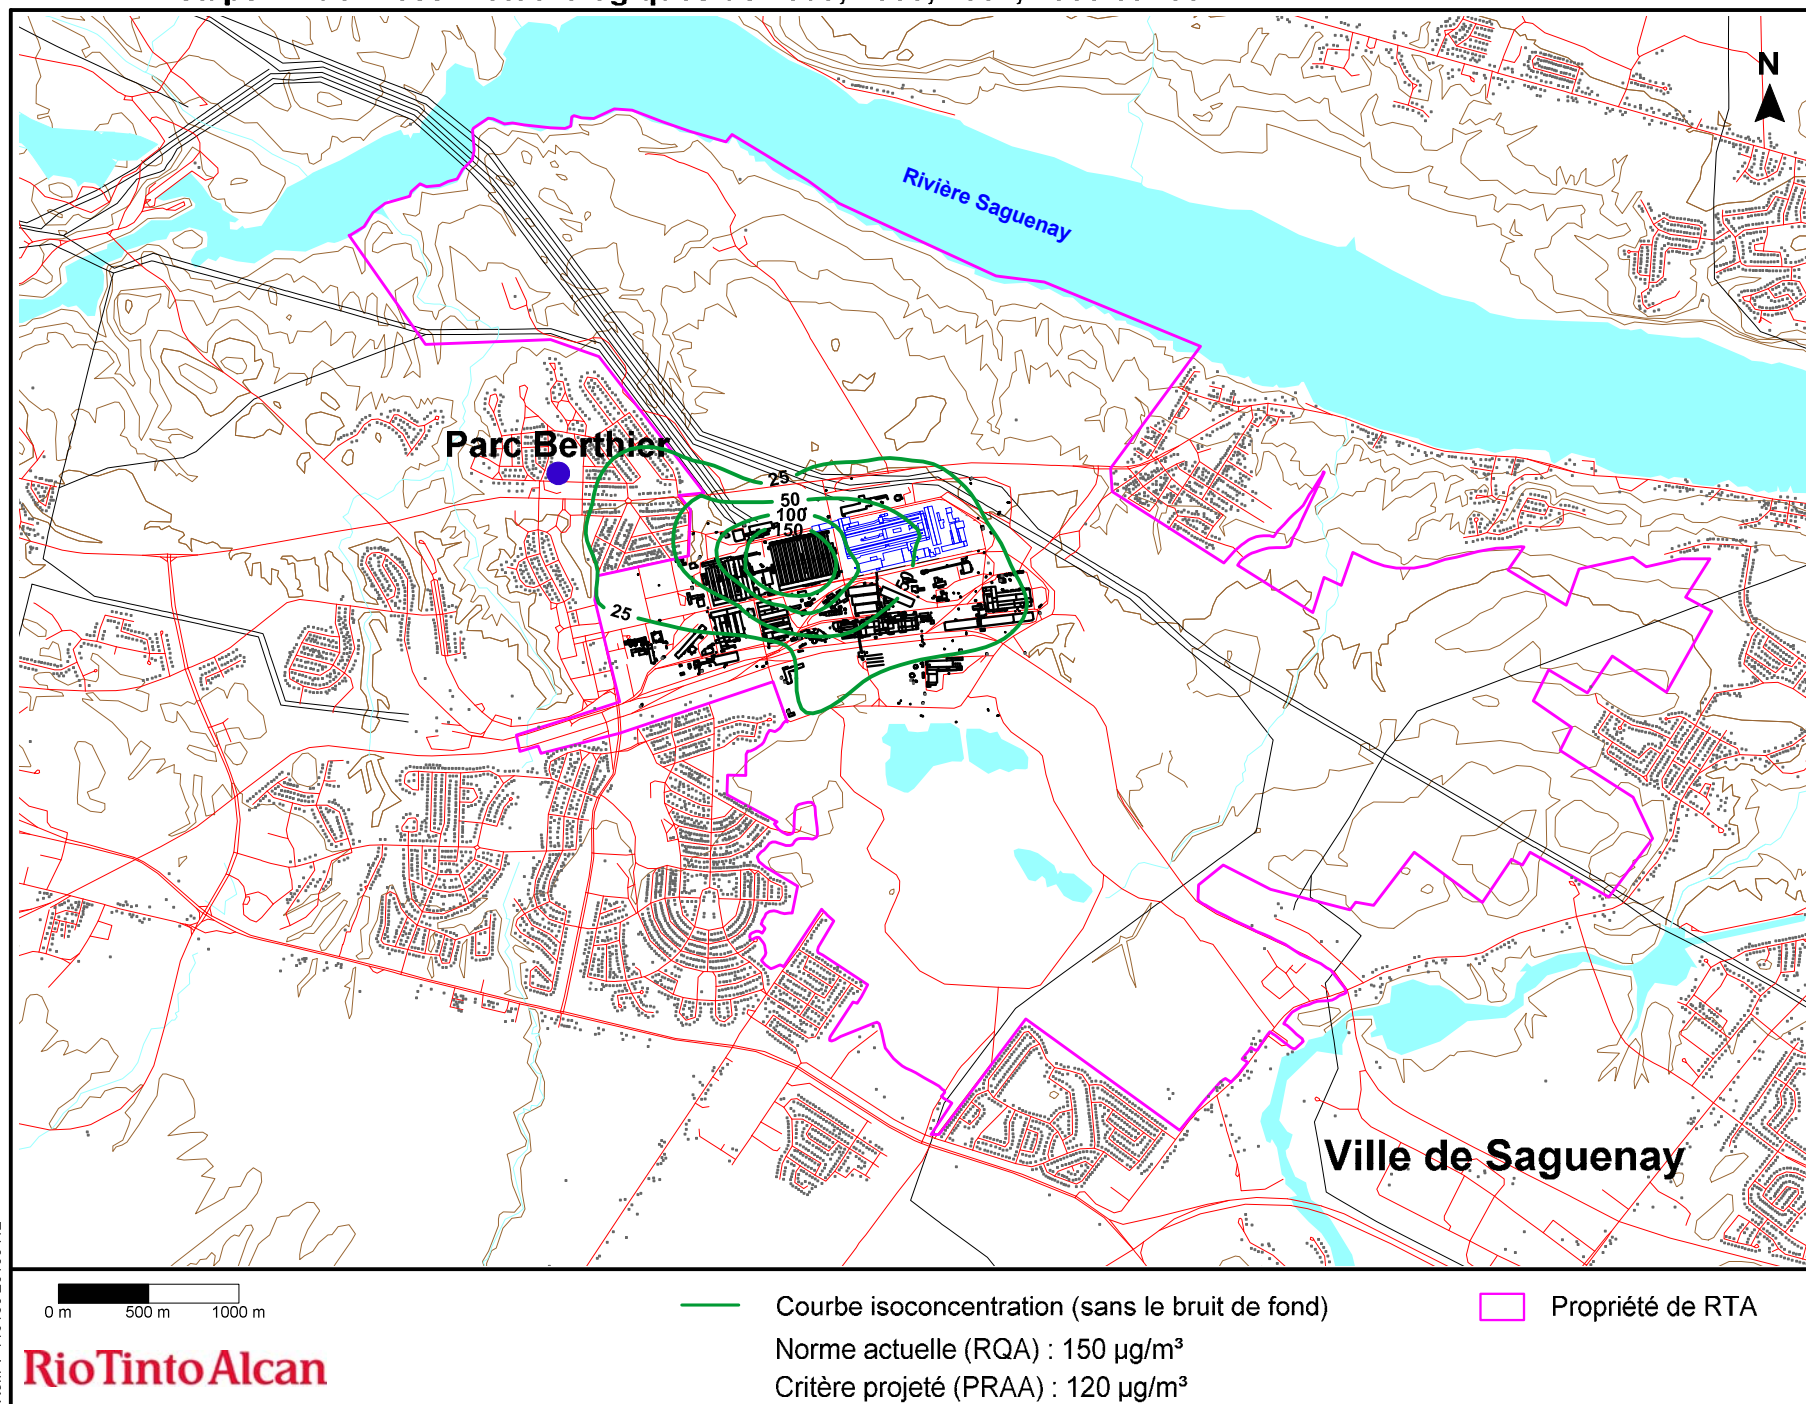 N
Rivière Saguenay
Parc Berthier
25
50
100
150
25
Ville de Saguenay
0 m 500 m 1000 m
Courbe isoconcentration (sans le bruit de fond)
Propriété de RTA
Norme actuelle (RQA) : 150 µg/m³
Critère projeté (PRAA) : 120 µg/m³
RioTintoAlcan